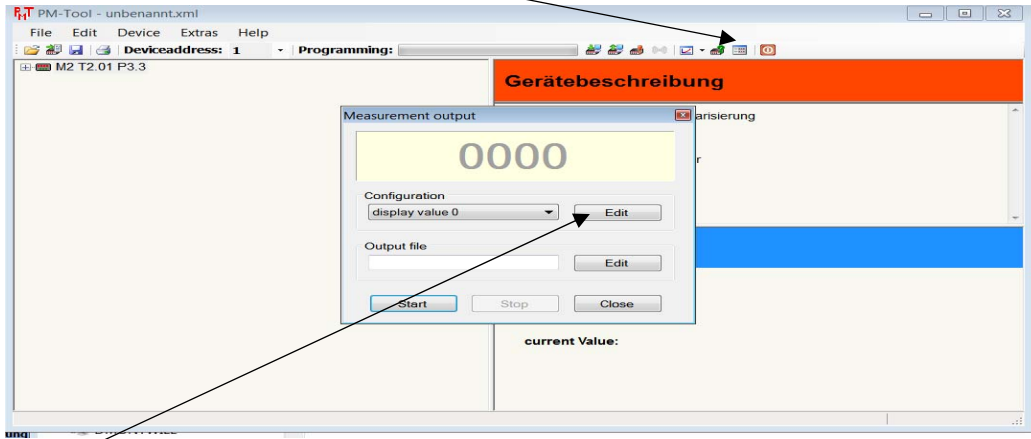 PM-Tool - unbenannt.xml
File Edit Device Extras Help
Deviceaddress: 1 Programming:
M2 T2.01 P3.3
Gerätebeschreibung
arisierung
r
Measurement output
0000
Configuration
display value 0 Edit
Output file
Edit
Start Stop Close
current Value:
ung